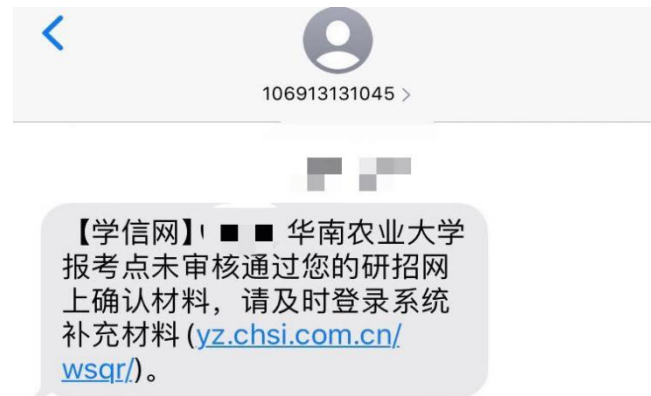 106913131045 >
【学信网】 ■ ■ 华南农业大学
报考点未审核通过您的研招网
上确认材料，请及时登录系统
补充材料 (yz.chsi.com.cn/
wsqr/)。